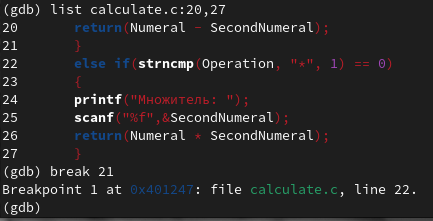 (gdb) list calculate.c:20,27
20 return(Numeral - SecondNumeral);
21 }
22 else if(strncmp(Operation, "*", 1) == 0)
23 {
24 printf("Множитель: ");
25 scanf("%f",&SecondNumeral);
26 return(Numeral * SecondNumeral);
27 }
(gdb) break 21
Breakpoint 1 at 0x401247: file calculate.c, line 22.
(gdb)